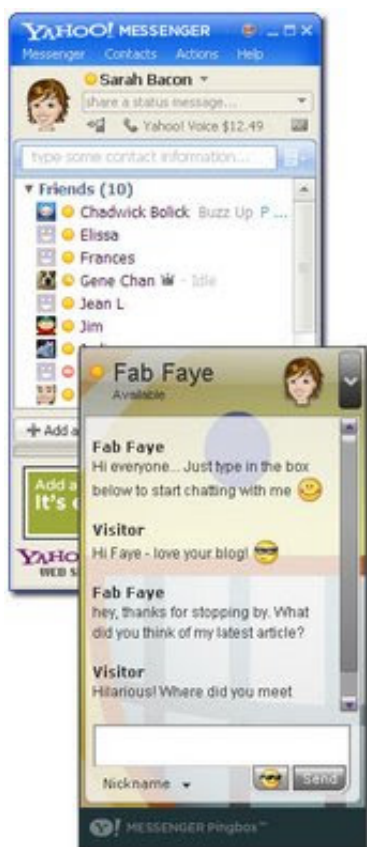 YAHOO! MESSENGER
Messenger Contacts Actions Help
Sarah Bacon
share a status message...
Yahoo! Voice $12.49
type some contact information...
Friends (10)
Chadwick Bolick Buzz Up P ...
Elissa
Frances
Gene Chan - Idle
Jean L
Jim
+ Add a
Add a
It's
YAHO
WEB S
Fab Faye
Available
Fab Faye
Hi everyone... Just type in the box
below to start chatting with me
Visitor
Hi Faye - love your blog!
Fab Faye
hey, thanks for stopping by. What
did you think of my latest article?
Visitor
Hilarious! Where did you meet
Nickname
Send
Y! MESSENGER Pingbox™